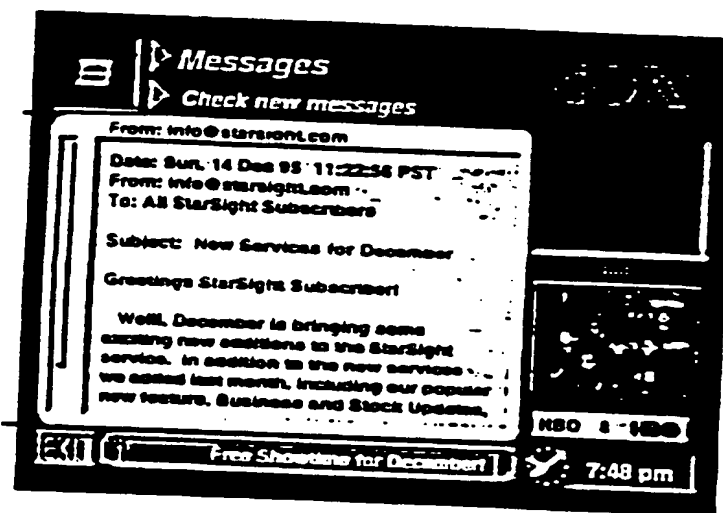 Messages
Check new messages
From: info@starsight.com
Date: Sun, 14 Dec 95 11:22:56 PST
From: info@starsight.com
To: All StarSight Subscribers
Subject: New Services for December
Greetings StarSight Subscriber!
Well, December is bringing some
exciting new additions to the StarSight
service. In addition to the new services
we added last month, including our popular
new feature, Business and Stock Updates,
HBO 8 HBO
EXIT Free Showtime for December!
7:48 pm